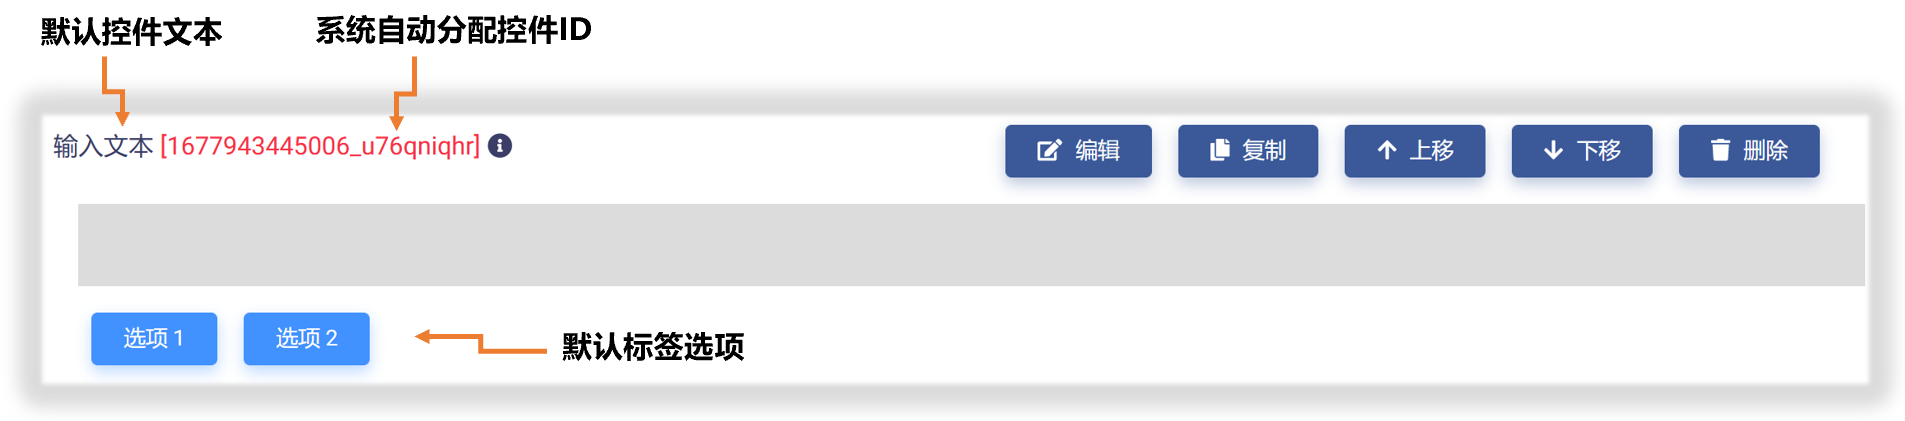 默认控件文本
系统自动分配控件ID
输入文本 [1677943445006_u76qniqhr]
编辑
复制
上移
下移
删除
选项 1
选项 2
默认标签选项